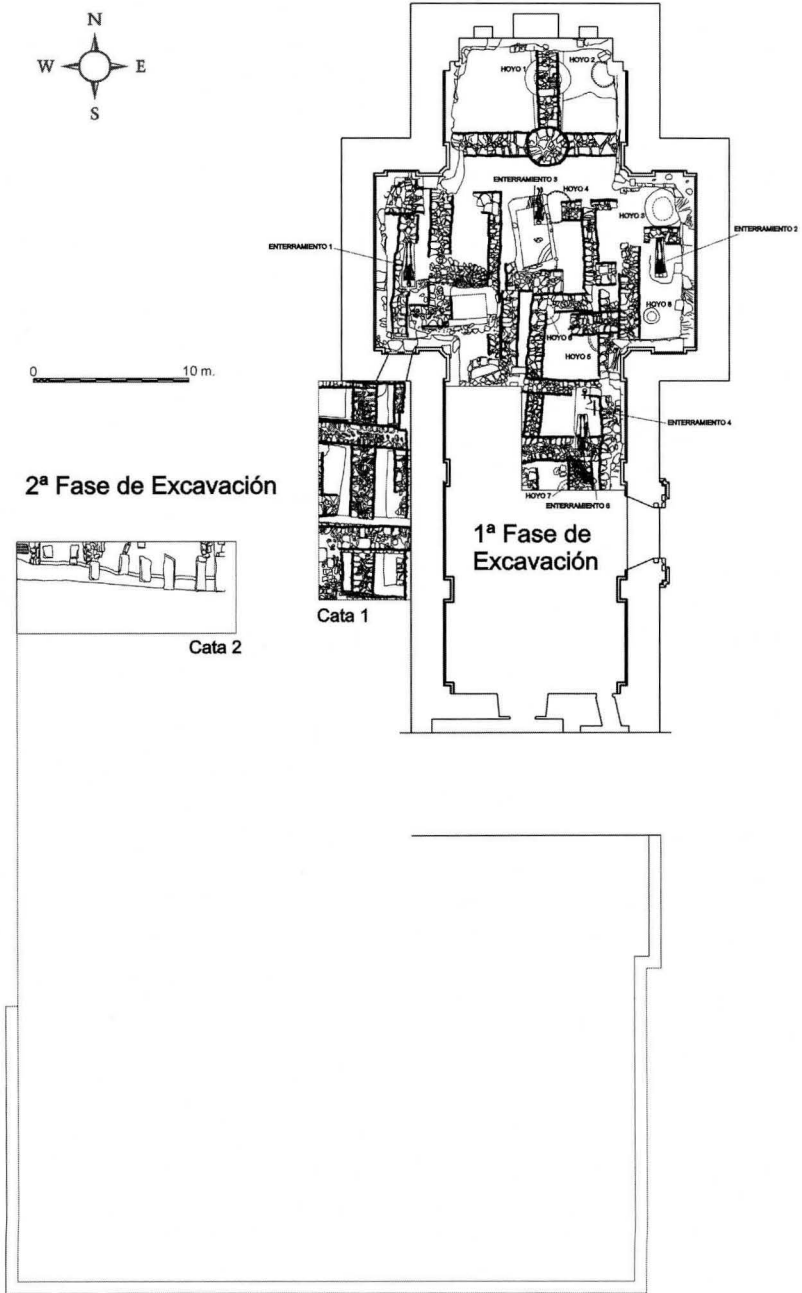 N
W E
S
HOYO 1
HOYO 2
ENTERRAMIENTO 3
HOYO 4
HOYO 3
ENTERRAMIENTO 1
ENTERRAMIENTO 2
HOYO 8
HOYO 6
HOYO 5
0 10 m.
ENTERRAMIENTO 4
2ª Fase de Excavación
HOYO 7
ENTERRAMIENTO 6
1ª Fase de
Excavación
Cata 1
Cata 2